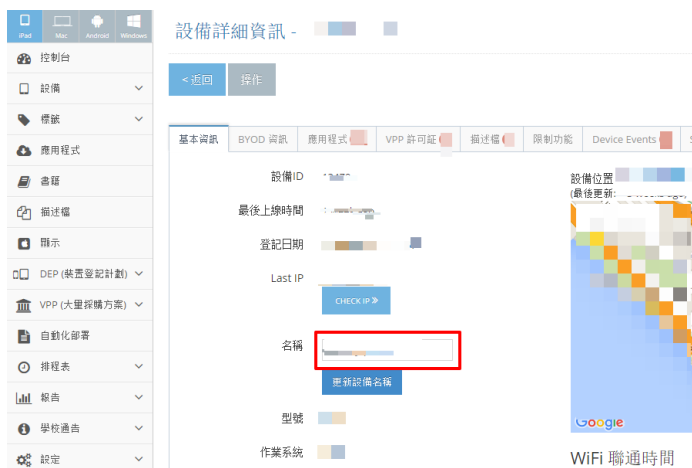 iPad Mac Android Windows
設備詳細資訊 -
控制台
設備
標籤
應用程式
書籍
描述檔
顯示
DEP (裝置登記計劃)
VPP (大量採購方案)
自動化部署
排程表
報告
學校通告
設定
<返回 操作
基本資訊 BYOD 資訊 應用程式 VPP 許可証 描述檔 限制功能 Device Events
設備ID
最後上線時間
登記日期
Last IP
CHECK IP
名稱
更新設備名稱
型號
作業系統
設備位置
(最後更新:
Google
WiFi 聯通時間